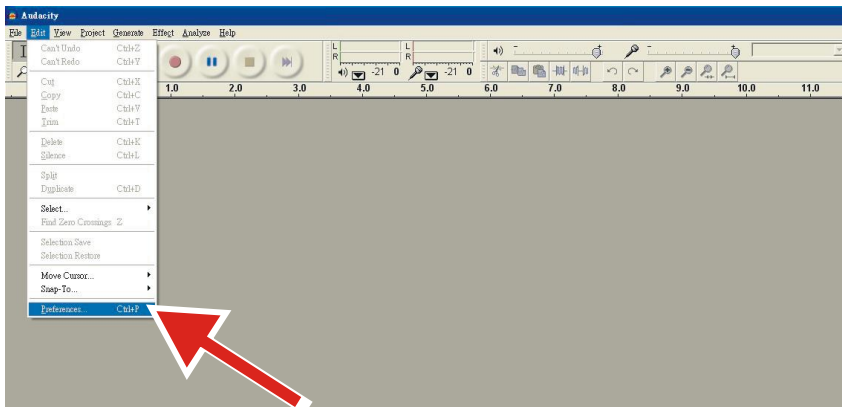 Audacity
File Edit View Project Generate Effect Analyze Help
Can't Undo Ctrl+Z
Can't Redo Ctrl+Y
Cut Ctrl+X
Copy Ctrl+C
Paste Ctrl+V
Trim Ctrl+T
Delete Ctrl+K
Silence Ctrl+L
Split
Duplicate Ctrl+D
Select...
Find Zero Crossings Z
Selection Save
Selection Restore
Move Cursor...
Snap-To...
Preferences... Ctrl+P
L L
R R
-21 0 -21 0
1.0 2.0 3.0 4.0 5.0 6.0 7.0 8.0 9.0 10.0 11.0